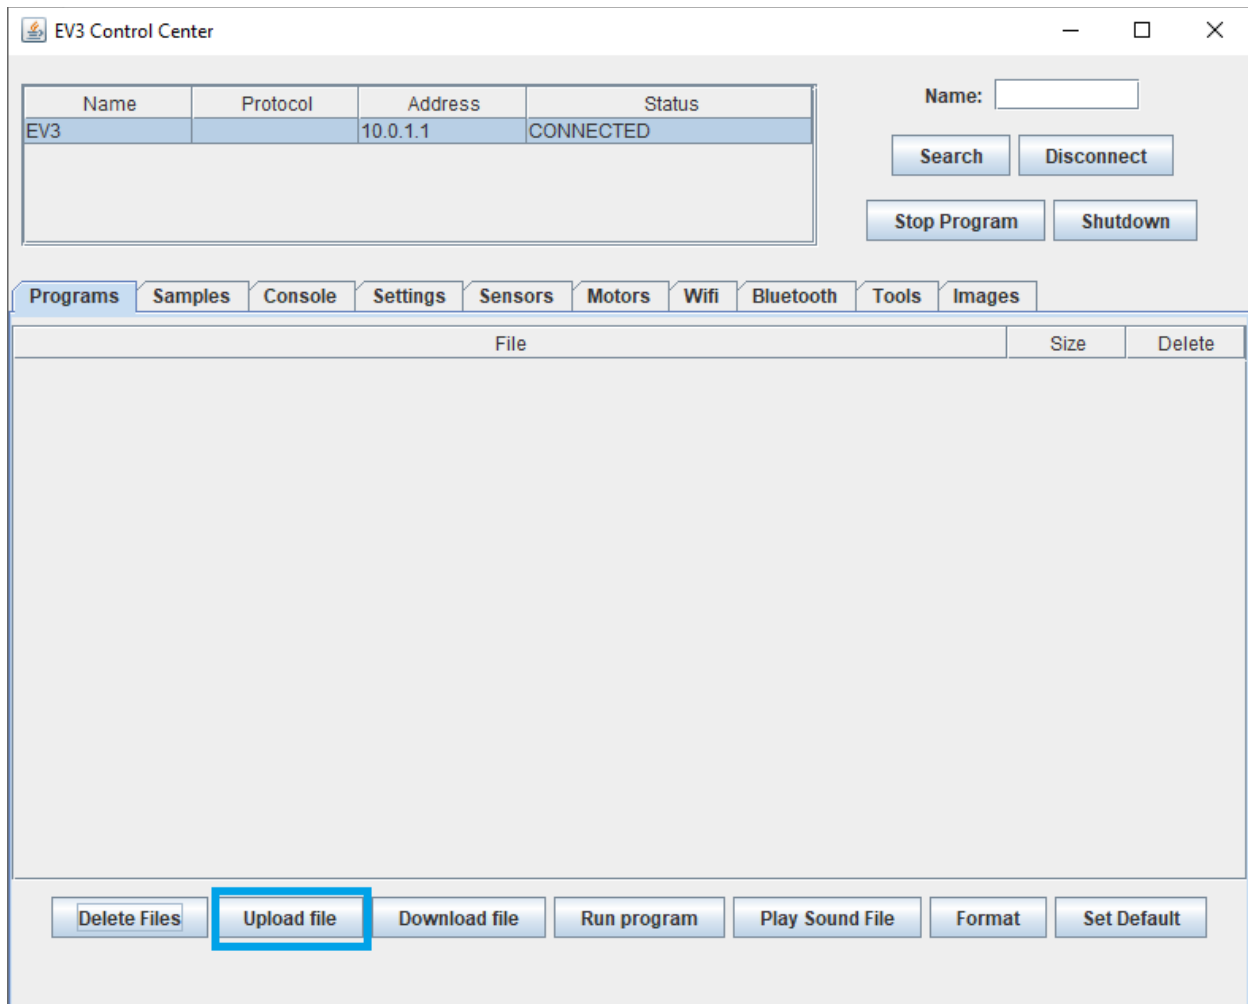 EV3 Control Center
Name Protocol Address Status
EV3 10.0.1.1 CONNECTED
Name:
Search Disconnect
Stop Program Shutdown
Programs Samples Console Settings Sensors Motors Wifi Bluetooth Tools Images
File Size Delete
Delete Files Upload file Download file Run program Play Sound File Format Set Default